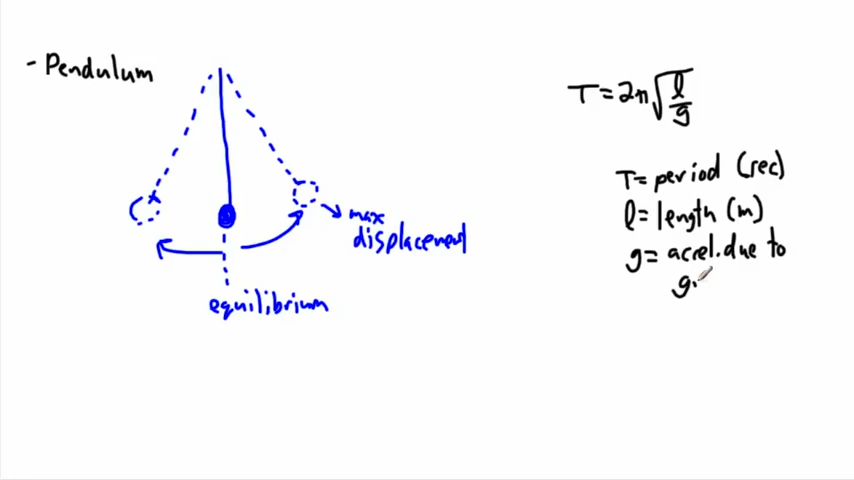 - Pendulum
T = 2π√(l/g)
T = period (sec)
l = length (m)
g = accel. due to
g.
max
displacement
equilibrium